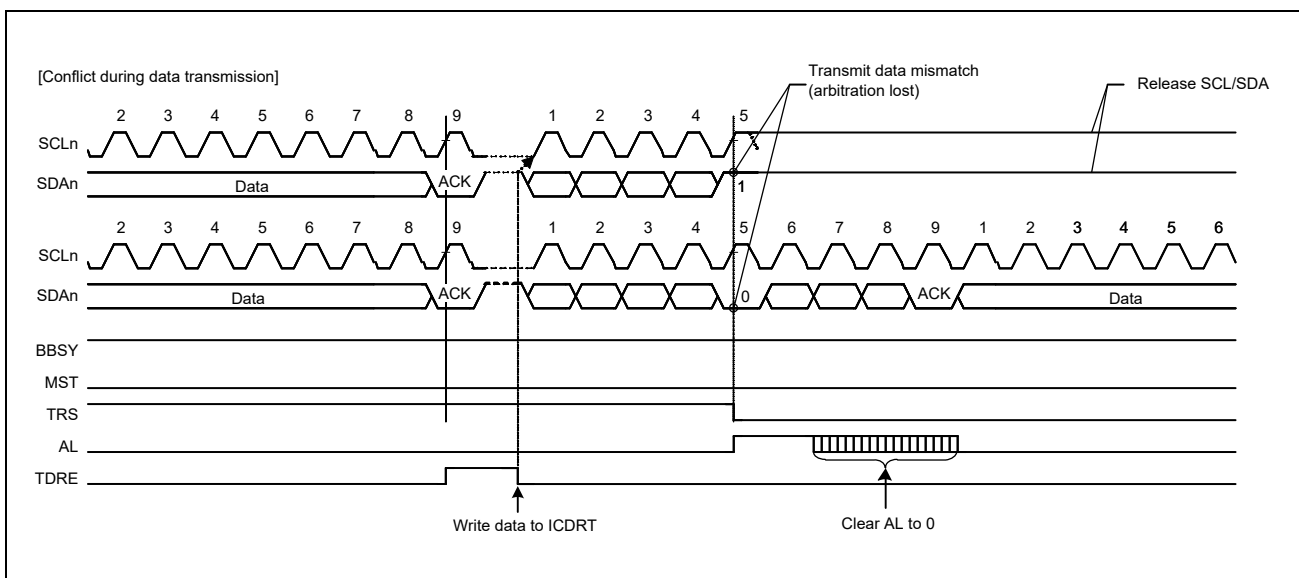 [Conflict during data transmission]
Transmit data mismatch
(arbitration lost)
Release SCL/SDA
2 3 4 5 6 7 8 9 1 2 3 4 5
SCLn
SDAn Data ACK 1
2 3 4 5 6 7 8 9 1 2 3 4 5 6 7 8 9 1 2 3 4 5 6
SCLn
SDAn Data ACK 0 ACK Data
BBSY
MST
TRS
AL
TDRE
Write data to ICDRT
Clear AL to 0